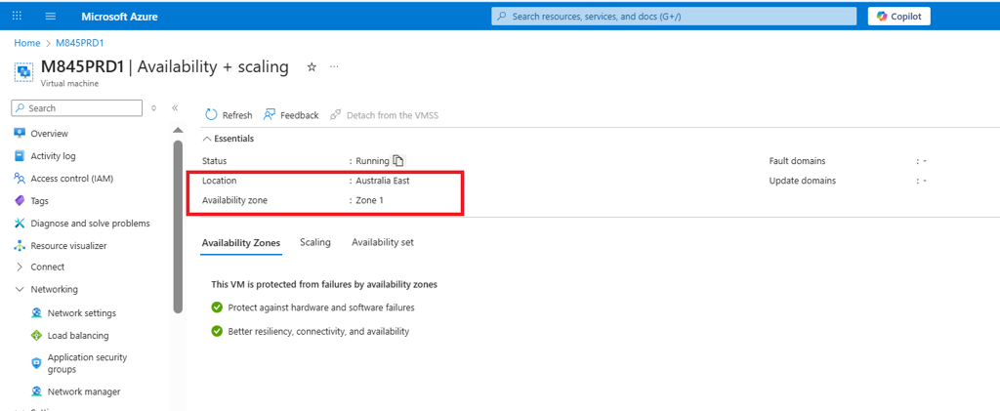 Microsoft Azure
Search resources, services, and docs (G+/)
Copilot
Home > M845PRD1
M845PRD1 | Availability + scaling
Virtual machine
Search
Overview
Activity log
Access control (IAM)
Tags
Diagnose and solve problems
Resource visualizer
Connect
Networking
Network settings
Load balancing
Application security
groups
Network manager
Refresh Feedback Detach from the VMSS
Essentials
Status : Running
Location : Australia East
Availability zone : Zone 1
Fault domains : -
Update domains : -
Availability Zones Scaling Availability set
This VM is protected from failures by availability zones
Protect against hardware and software failures
Better resiliency, connectivity, and availability